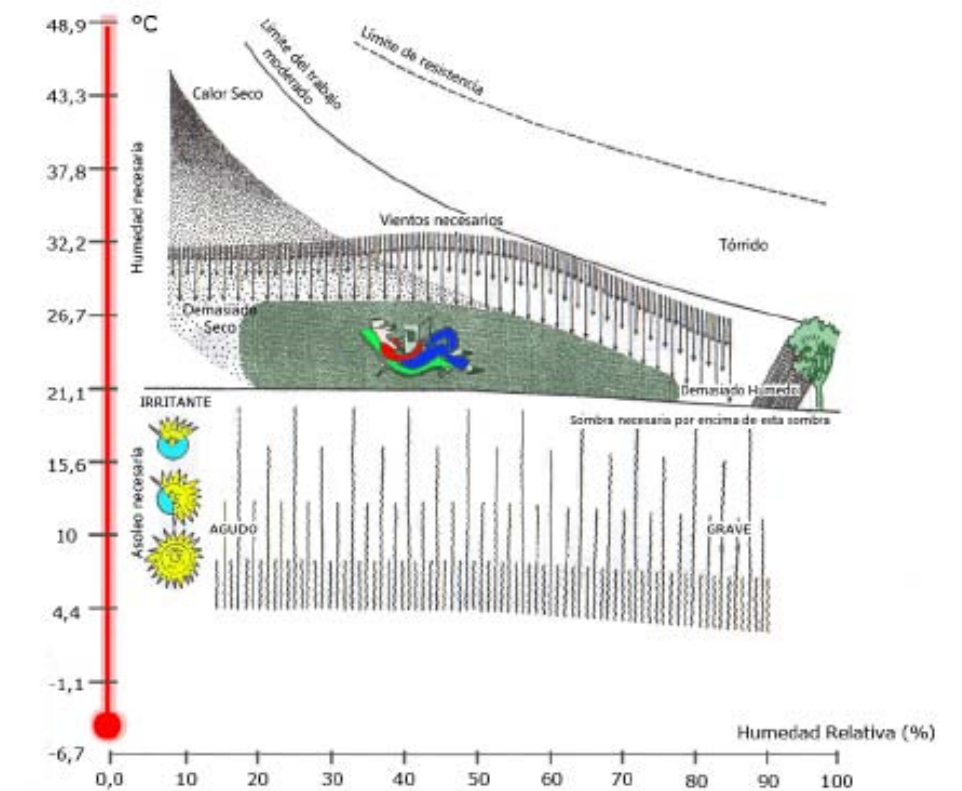 °C
48,9
43,3
37,8
32,2
26,7
21,1
15,6
10
4,4
-1,1
-6,7
Límite del trabajo
moderado
Límite de resistencia
Calor Seco
Humedad necesaria
Vientos necesarios
Tórrido
Demasiado
Seco
Demasiado Húmedo
IRRITANTE
Sombra necesaria por encima de esta sombra
Asoleo necesaria
AGUDO
GRAVE
Humedad Relativa (%)
0,0 10 20 30 40 50 60 70 80 90 100